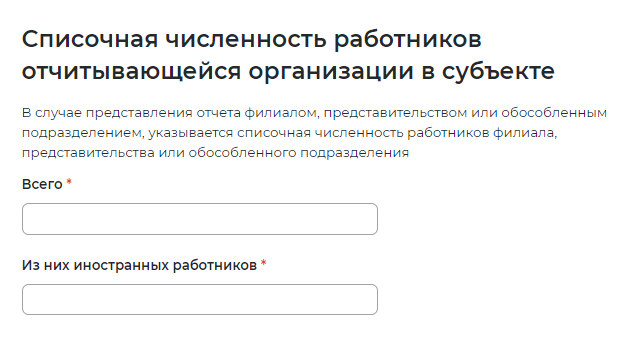 Списочная численность работников
отчитывающейся организации в субъекте
В случае представления отчета филиалом, представительством или обособленным
подразделением, указывается списочная численность работников филиала,
представительства или обособленного подразделения
Всего *
Из них иностранных работников *